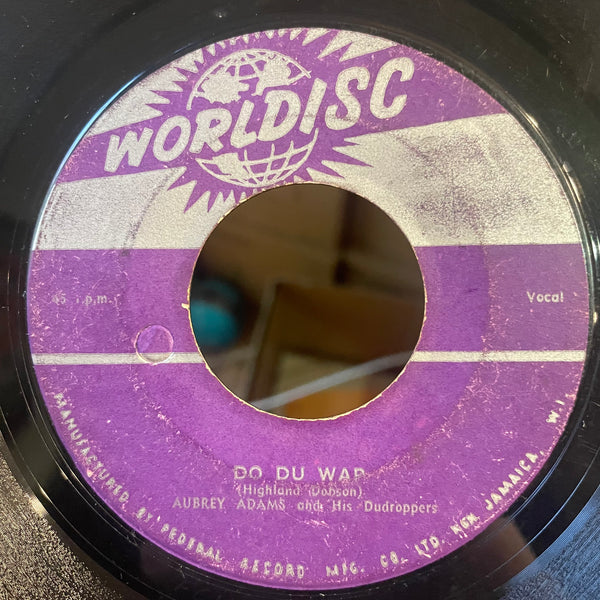 WORLDISC
45 r.p.m.
Vocal
DO DU WAP
(Highland Dobson)
AUBREY ADAMS and His Dudroppers
MANUFACTURED BY FEDERAL RECORD MFG. CO. LTD. KGN JAMAICA, W.I.